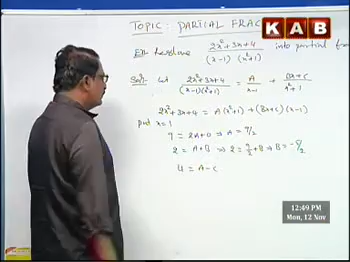 TOPIC: PARTIAL FRAC
KAB
Ex: Resolve (2x²+3x+4)/((x-1)(x²+1)) into partial fra
Sol: Let (2x²+3x+4)/((x-1)(x²+1)) = A/(x-1) + (Bx+C)/(x²+1)
2x²+3x+4 = A(x²+1) + (Bx+C)(x-1)
put x=1
9 = 2A+0 ⇒ A = 9/2
2 = A+B ⇒ 2 = 9/2 + B ⇒ B = -5/2
4 = A-C
12:49 PM
Mon, 12 Nov